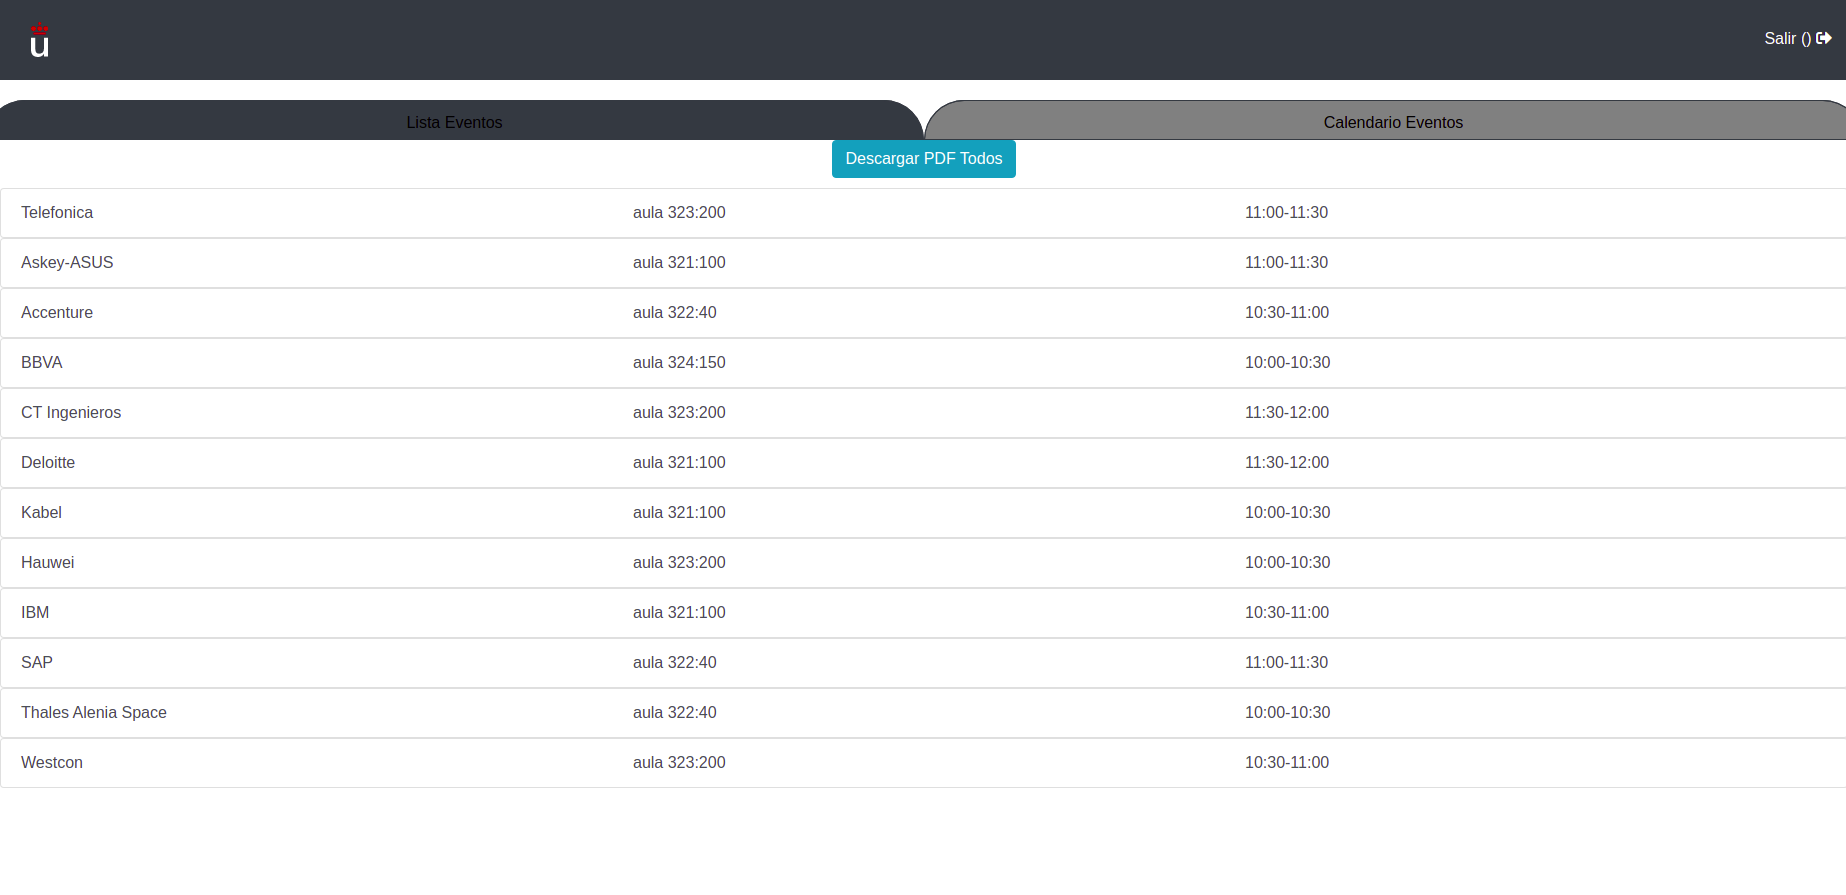 u
Salir ()
Lista Eventos Calendario Eventos
Descargar PDF Todos
Telefonica aula 323:200 11:00-11:30
Askey-ASUS aula 321:100 11:00-11:30
Accenture aula 322:40 10:30-11:00
BBVA aula 324:150 10:00-10:30
CT Ingenieros aula 323:200 11:30-12:00
Deloitte aula 321:100 11:30-12:00
Kabel aula 321:100 10:00-10:30
Hauwei aula 323:200 10:00-10:30
IBM aula 321:100 10:30-11:00
SAP aula 322:40 11:00-11:30
Thales Alenia Space aula 322:40 10:00-10:30
Westcon aula 323:200 10:30-11:00